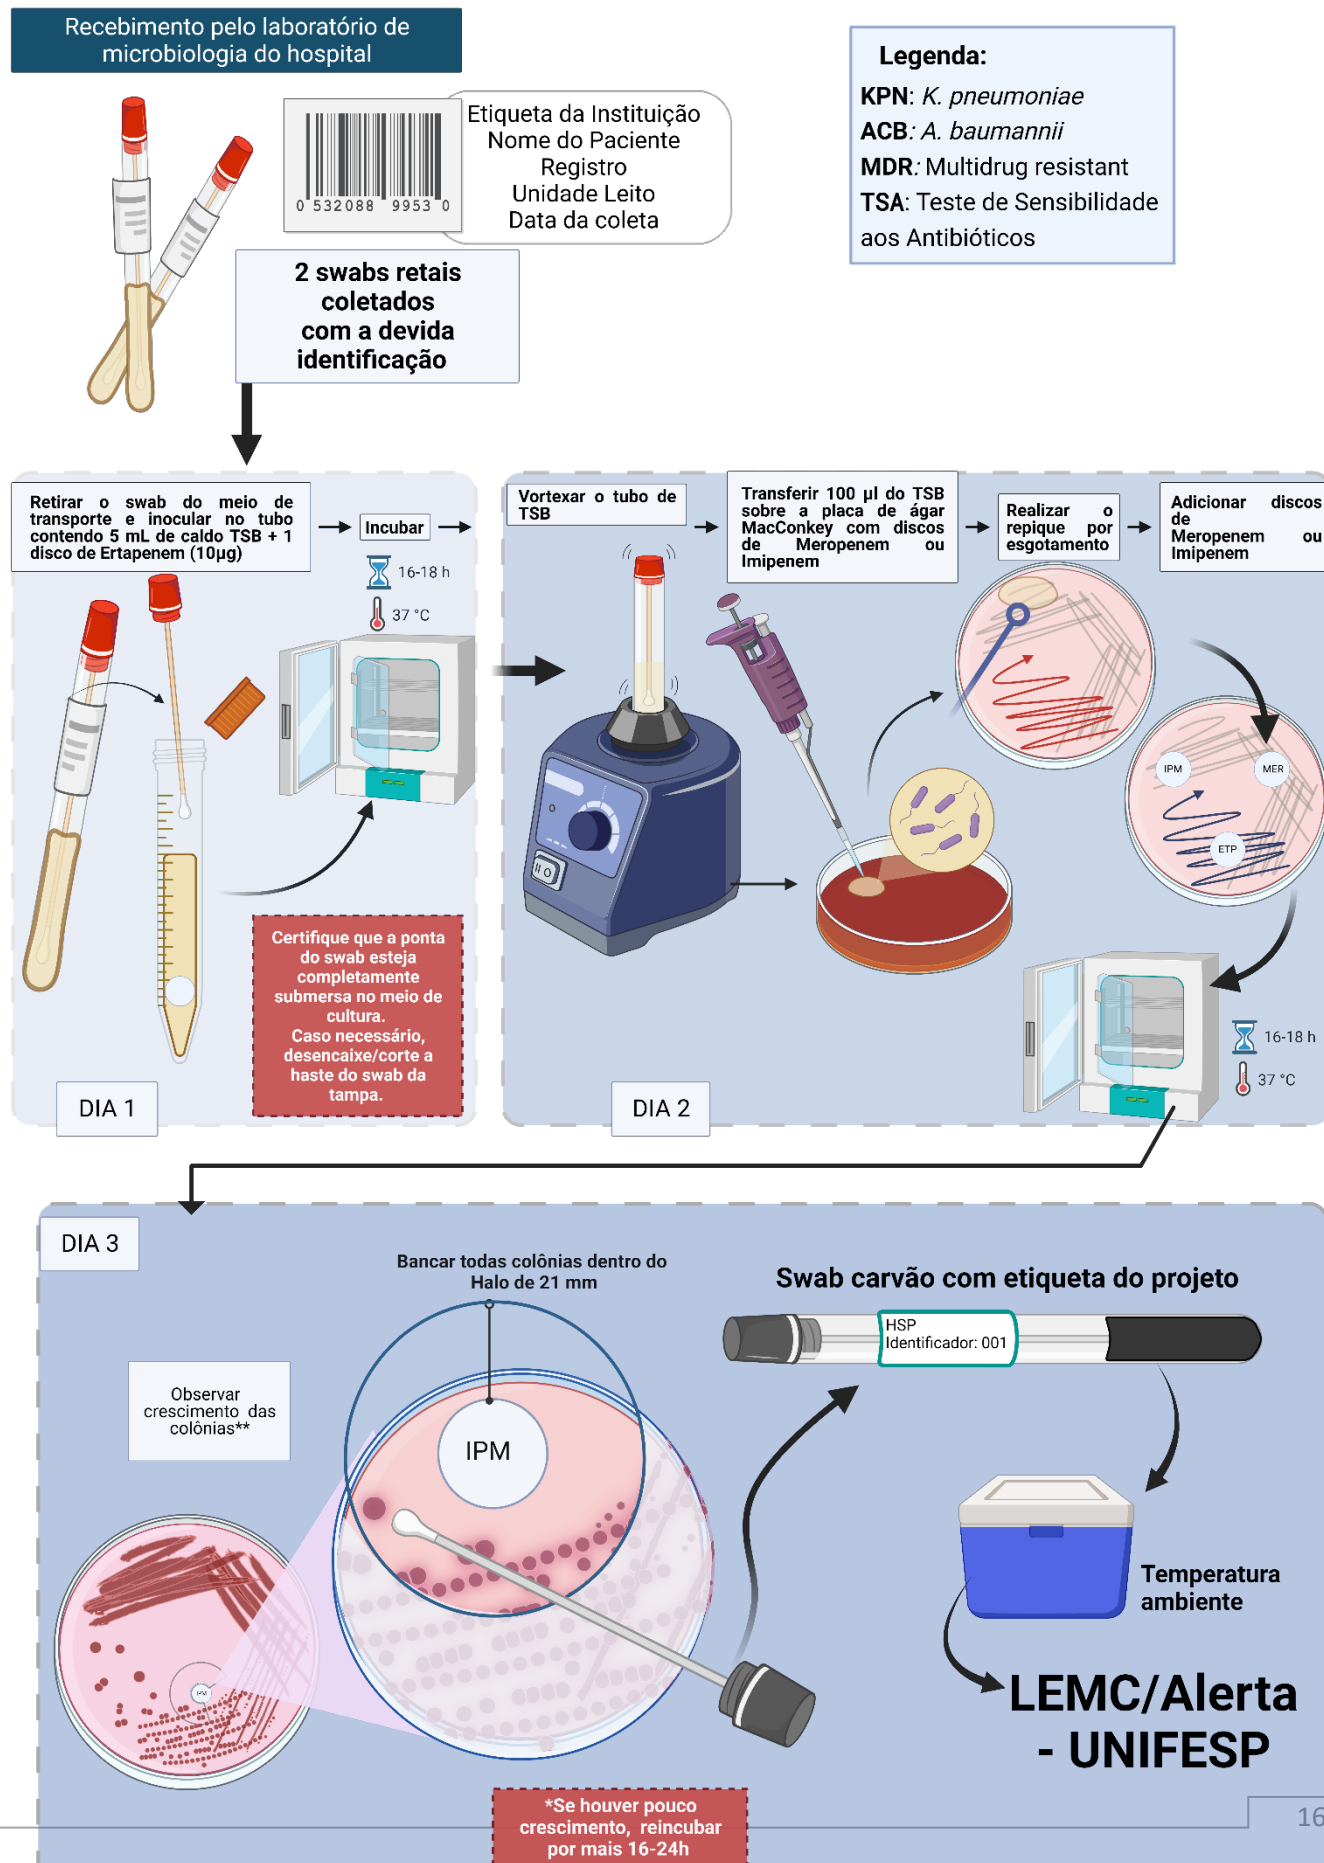 Recebimento pelo laboratório de
microbiologia do hospital
0 532088 9953 0
Etiqueta da Instituição
Nome do Paciente
Registro
Unidade Leito
Data da coleta
Legenda:
KPN: K. pneumoniae
ACB: A. baumannii
MDR: Multidrug resistant
TSA: Teste de Sensibilidade
aos Antibióticos
2 swabs retais
coletados
com a devida
identificação
Retirar o swab do meio de
transporte e inocular no tubo
contendo 5 mL de caldo TSB + 1
disco de Ertapenem (10µg)
Incubar
16-18 h
37 °C
Certifique que a ponta
do swab esteja
completamente
submersa no meio de
cultura.
Caso necessário,
desencaixe/corte a
haste do swab da
tampa.
DIA 1
Vortexar o tubo de
TSB
Transferir 100 µl do TSB
sobre a placa de ágar
MacConkey com discos
de Meropenem ou
Imipenem
Realizar o
repique por
esgotamento
Adicionar discos
de
Meropenem ou
Imipenem
IPM
MER
ETP
16-18 h
37 °C
DIA 2
DIA 3
Bancar todas colônias dentro do
Halo de 21 mm
Observar
crescimento das
colônias**
IPM
IPM
Swab carvão com etiqueta do projeto
HSP
Identificador: 001
Temperatura
ambiente
LEMC/Alerta
- UNIFESP
*Se houver pouco
crescimento, reincubar
por mais 16-24h
16